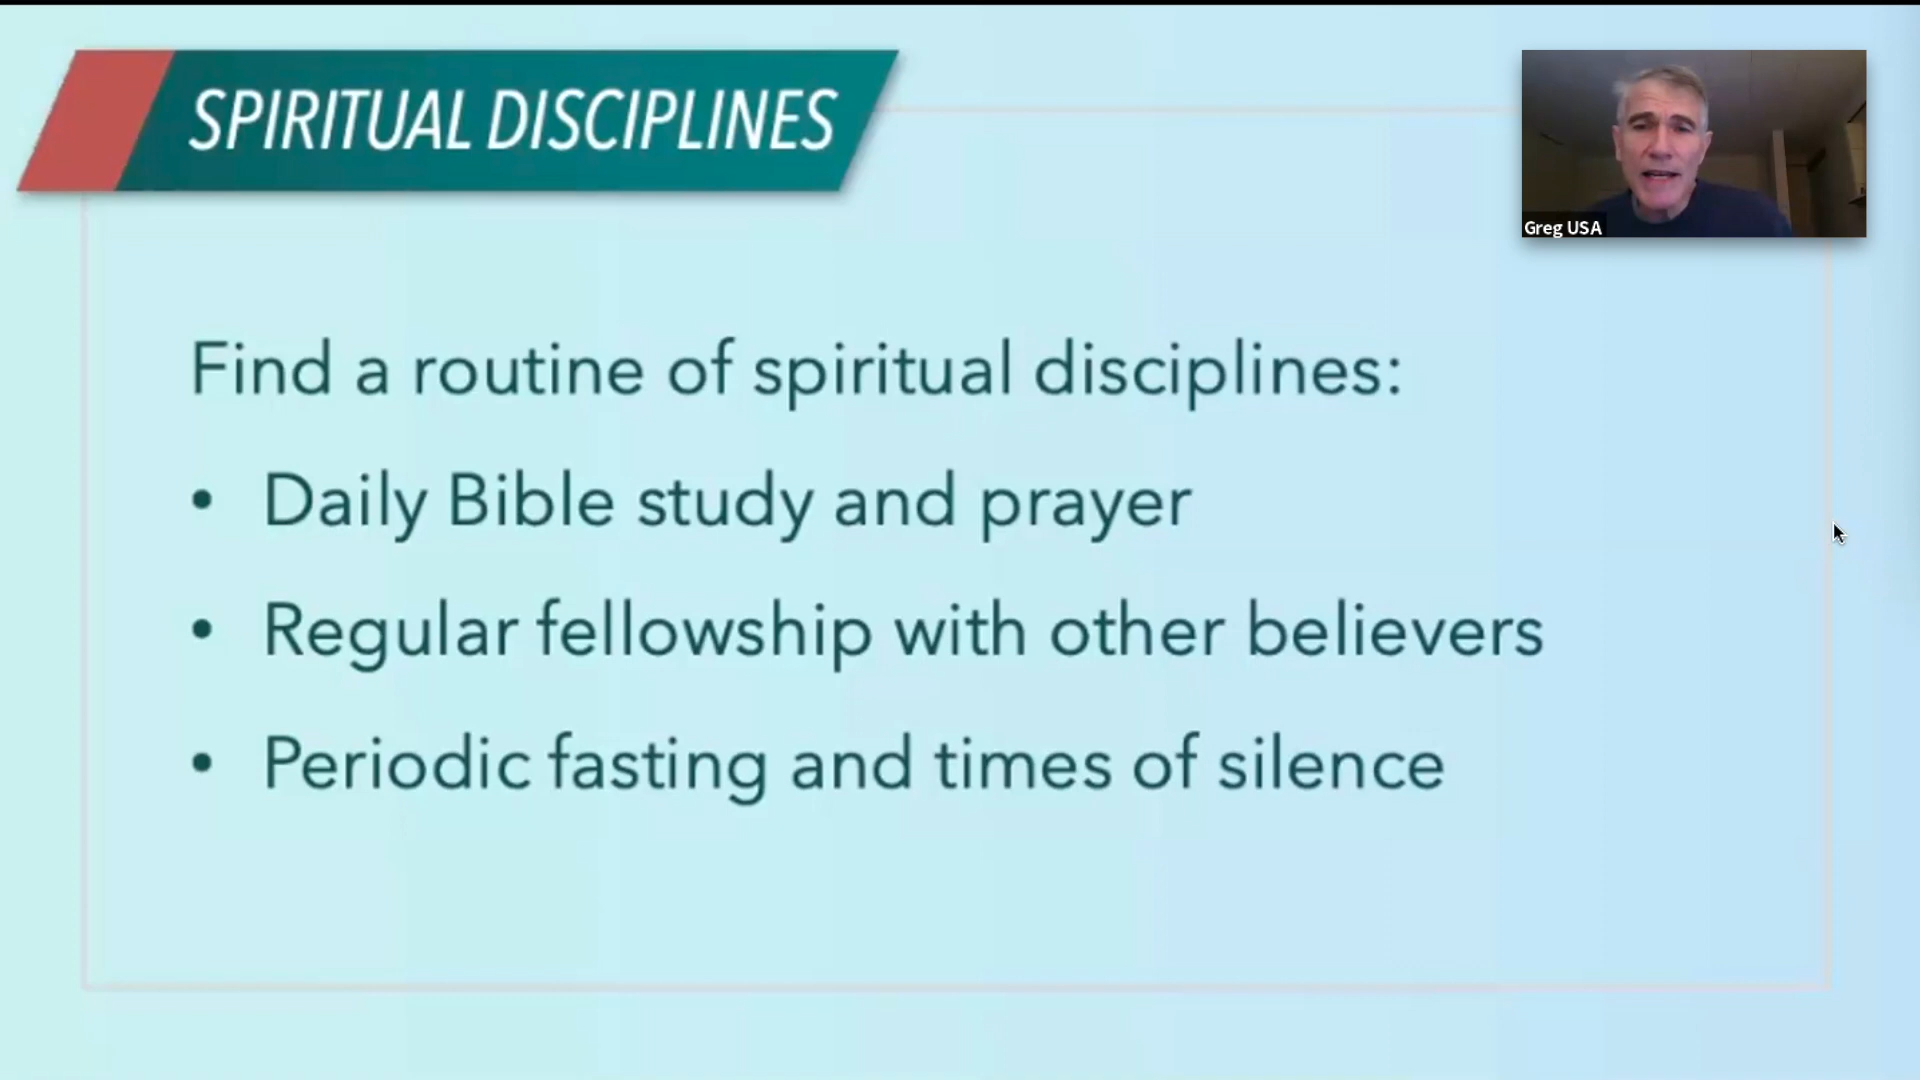 SPIRITUAL DISCIPLINES
Greg USA
Find a routine of spiritual disciplines:
• Daily Bible study and prayer
• Regular fellowship with other believers
• Periodic fasting and times of silence